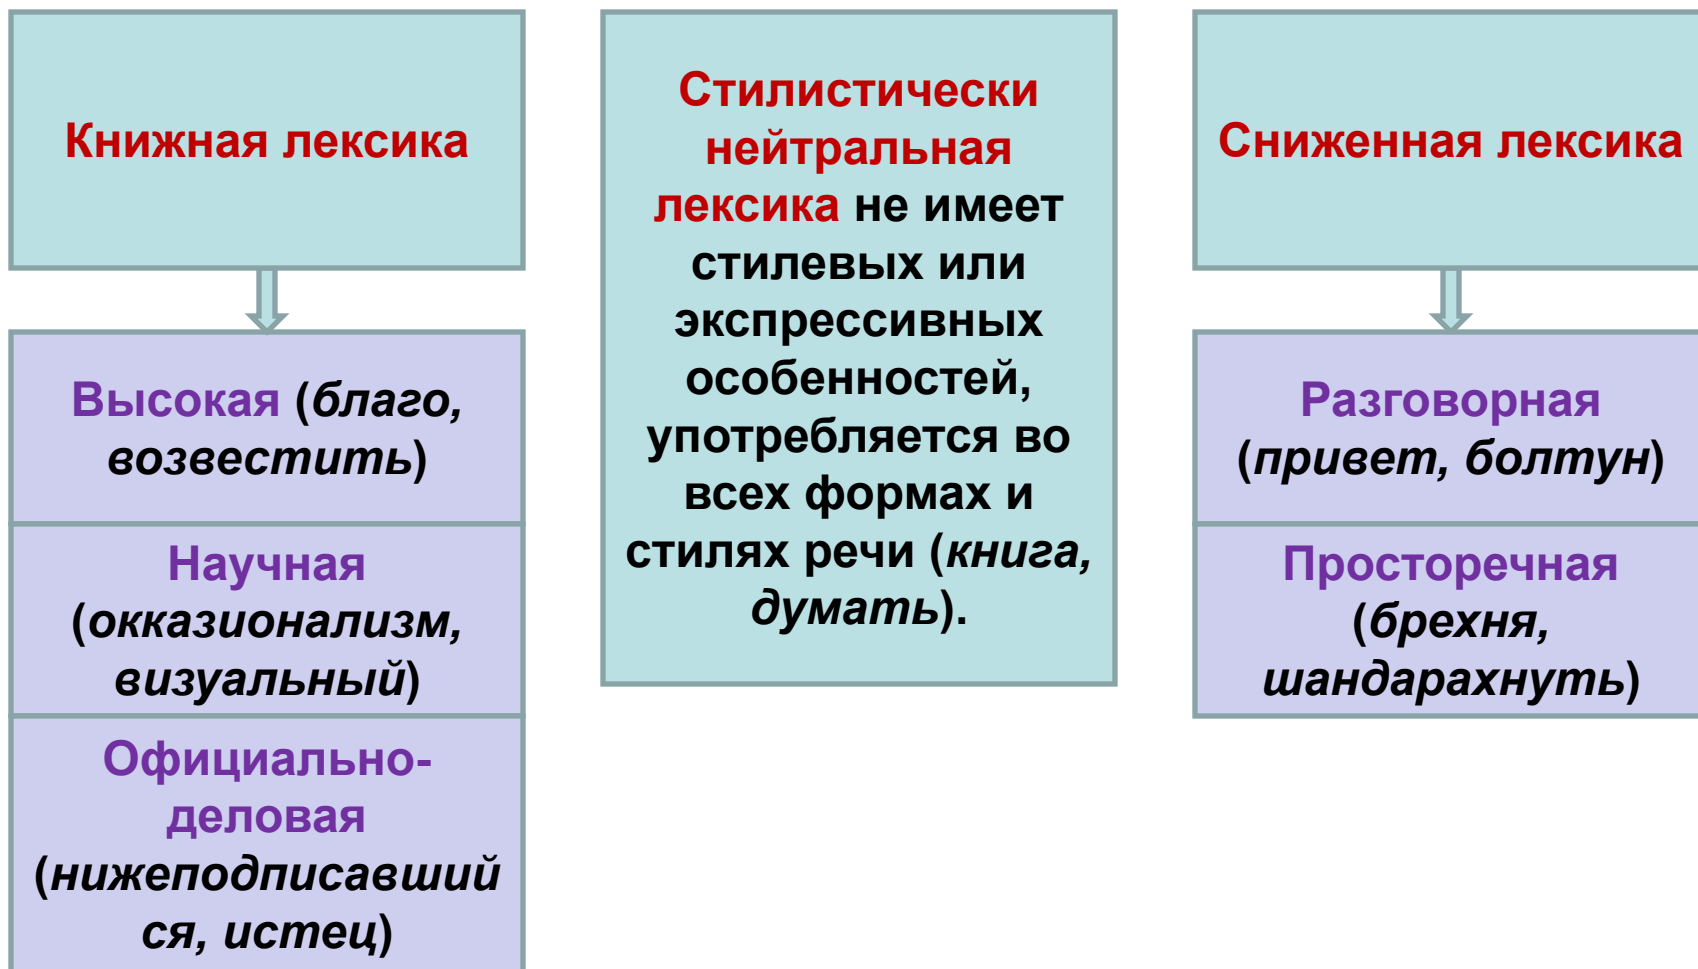 Книжная лексика
Высокая (благо,
возвестить)
Научная
(окказионализм,
визуальный)
Официально-
деловая
(нижеподписавший
ся, истец)
Стилистически
нейтральная
лексика не имеет
стилевых или
экспрессивных
особенностей,
употребляется во
всех формах и
стилях речи (книга,
думать).
Сниженная лексика
Разговорная
(привет, болтун)
Просторечная
(брехня,
шандарахнуть)